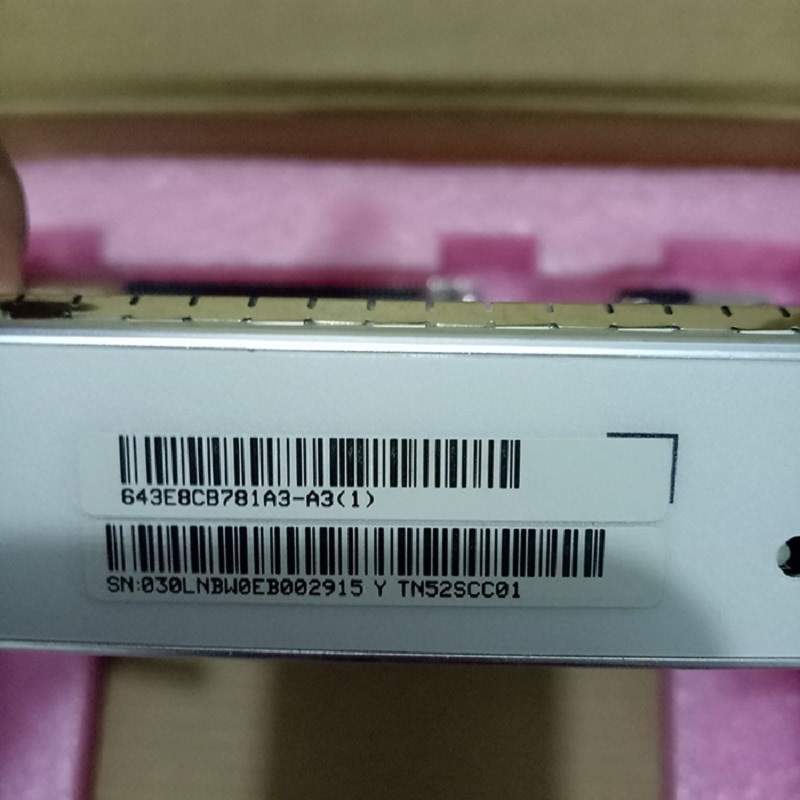 643E8CB781A3-A3(1)
SN:030LNBW0EB002915 Y TN52SCC01